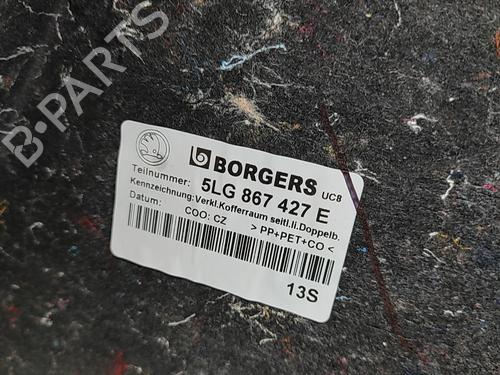 B-PARTS
BORGERS UC8
Teilnummer: 5LG 867 427 E
Kennzeichnung:Verkl.Kofferraum seitl.li.Doppelb.
Datum: COO: CZ > PP+PET+CO <
13S